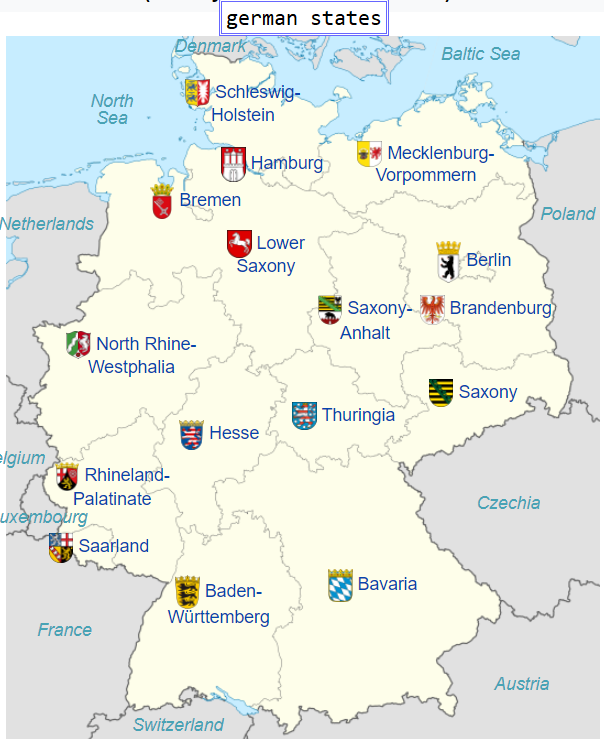 german states
Denmark
Baltic Sea
North
Sea
Schleswig-
Holstein
Hamburg
Mecklenburg-
Vorpommern
Bremen
Netherlands
Poland
Lower
Saxony
Berlin
Saxony-
Anhalt
Brandenburg
North Rhine-
Westphalia
Saxony
Thuringia
Hesse
elgium
Rhineland-
Palatinate
uxembourg
Czechia
Saarland
Baden-
Württemberg
Bavaria
France
Austria
Switzerland